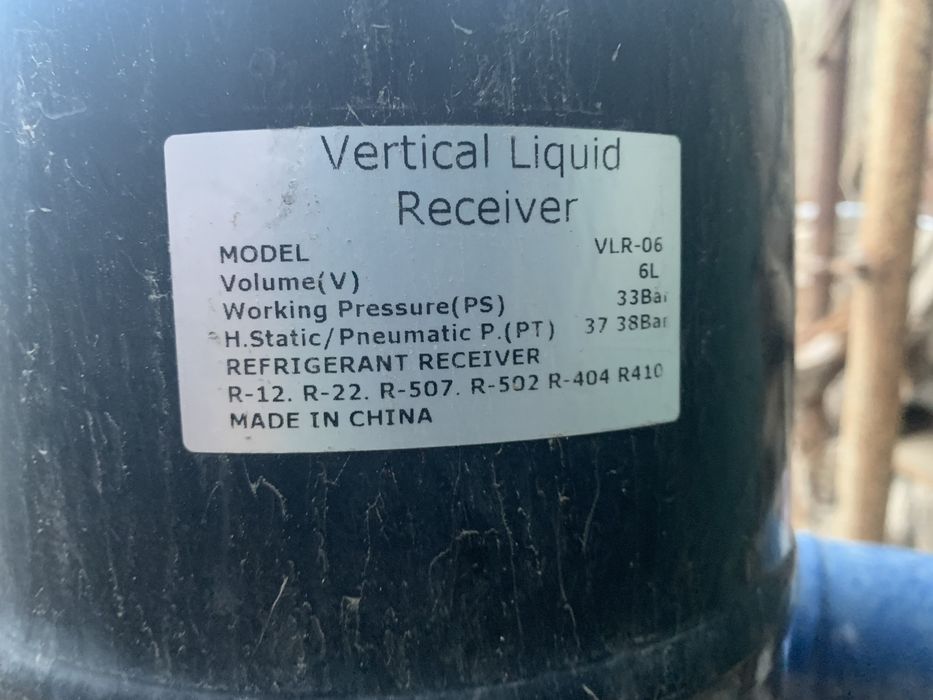 Vertical Liquid
Receiver
MODEL VLR-06
Volume(V) 6L
Working Pressure(PS) 33Bar
H.Static/Pneumatic P.(PT) 37 38Bar
REFRIGERANT RECEIVER
R-12. R-22. R-507. R-502 R-404 R410
MADE IN CHINA